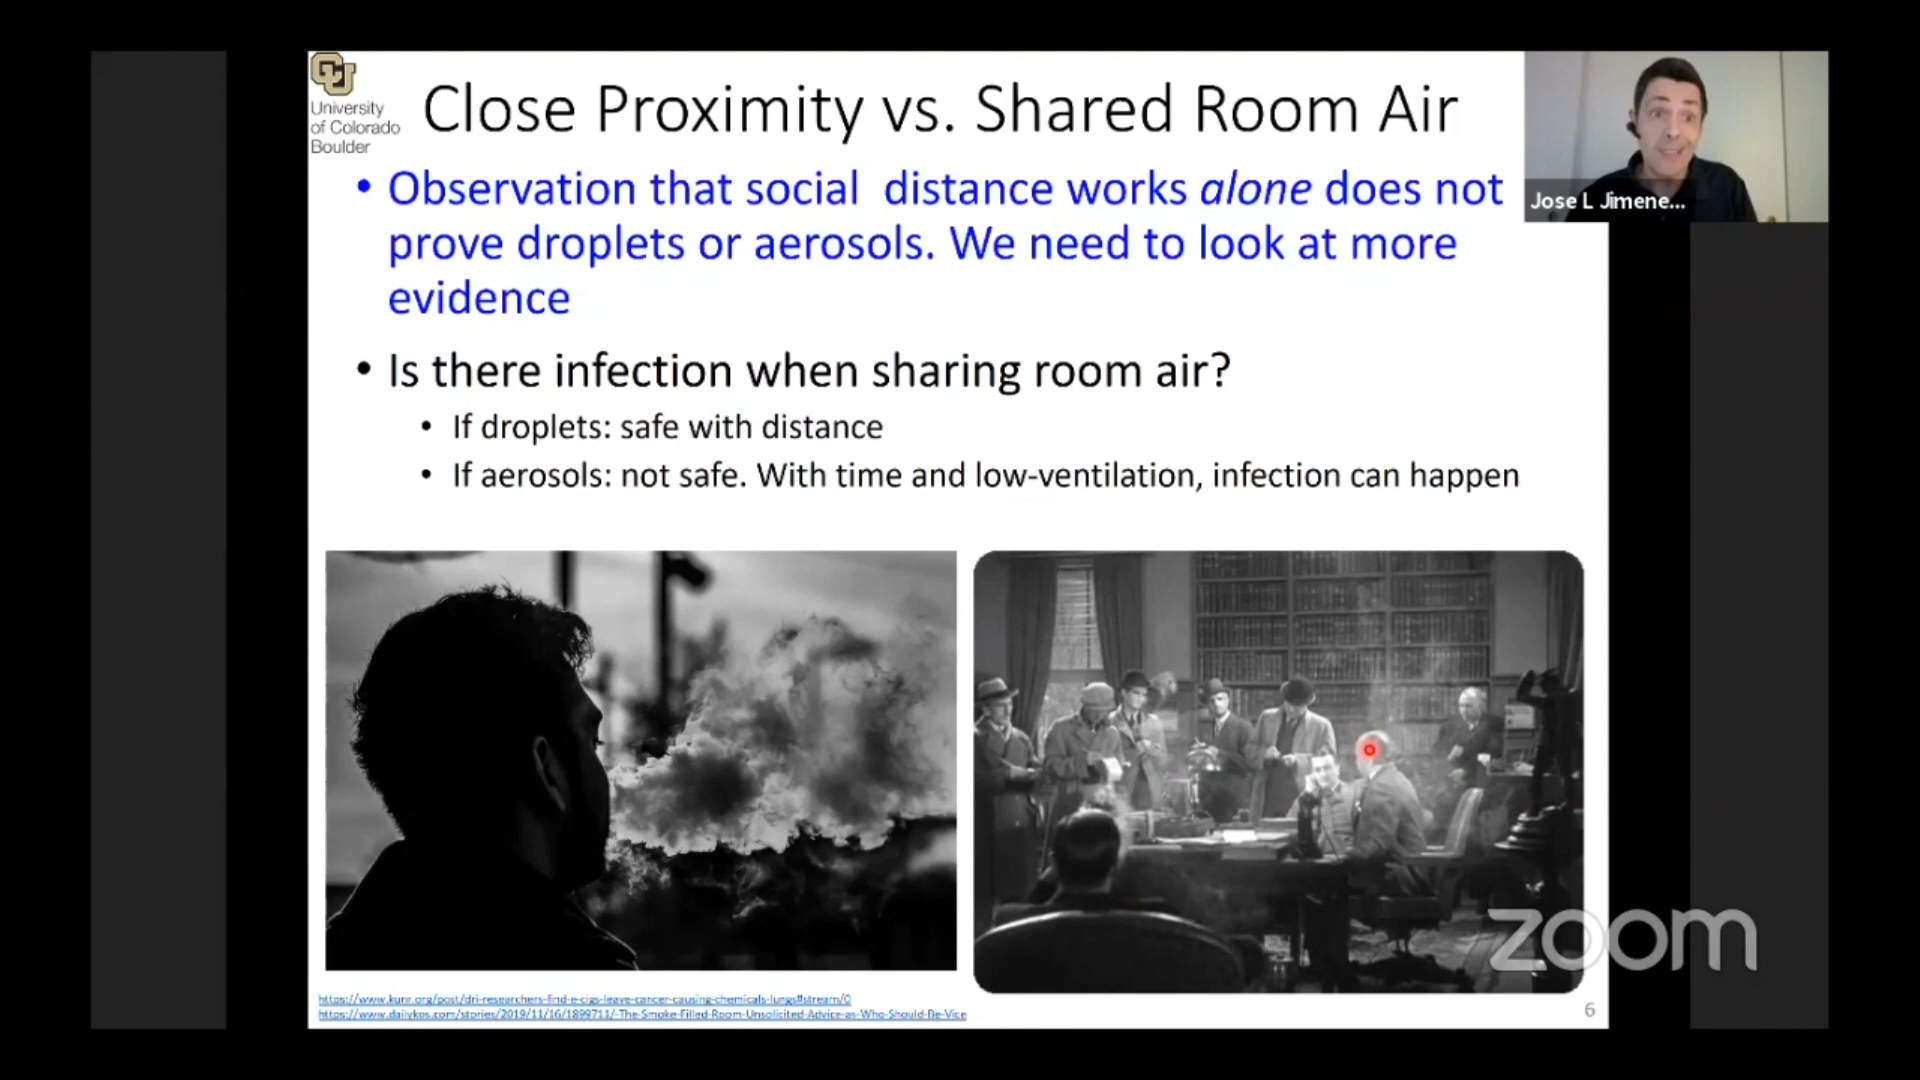 University
of Colorado
Boulder
Close Proximity vs. Shared Room Air
Jose L Jimene...
• Observation that social distance works alone does not
prove droplets or aerosols. We need to look at more
evidence
• Is there infection when sharing room air?
• If droplets: safe with distance
• If aerosols: not safe. With time and low-ventilation, infection can happen
zoom
https://www.kunr.org/post/dri-researchers-find-e-cigs-leave-cancer-causing-chemicals-lungs#stream/0
https://www.dailykos.com/stories/2019/11/16/1899711/-The-Smoke-Filled-Room-Unsolicited-Advice-as-Who-Should-Be-Vice
6